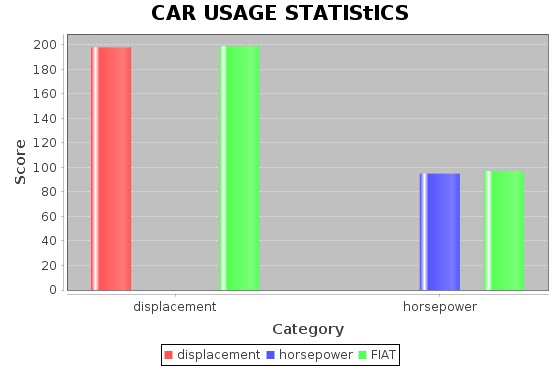 CAR USAGE STATIStICS
Score
200
180
160
140
120
100
80
60
40
20
0
displacement horsepower
Category
displacement horsepower FIAT